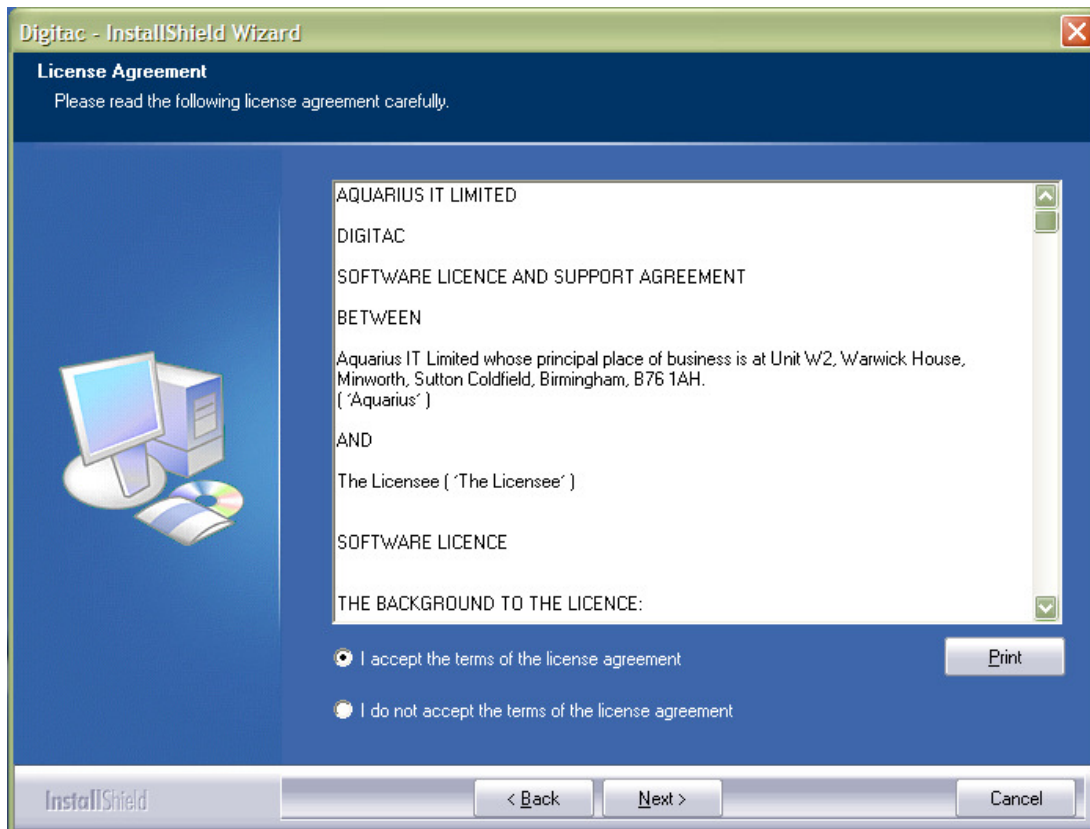 Digitac - InstallShield Wizard
License Agreement
Please read the following license agreement carefully.
AQUARIUS IT LIMITED
DIGITAC
SOFTWARE LICENCE AND SUPPORT AGREEMENT
BETWEEN
Aquarius IT Limited whose principal place of business is at Unit W2, Warwick House,
Minworth, Sutton Coldfield, Birmingham, B76 1AH.
( ´Aquarius´ )
AND
The Licensee ( ´The Licensee´ )
SOFTWARE LICENCE
THE BACKGROUND TO THE LICENCE:
I accept the terms of the license agreement
Print
I do not accept the terms of the license agreement
InstallShield
< Back
Next >
Cancel